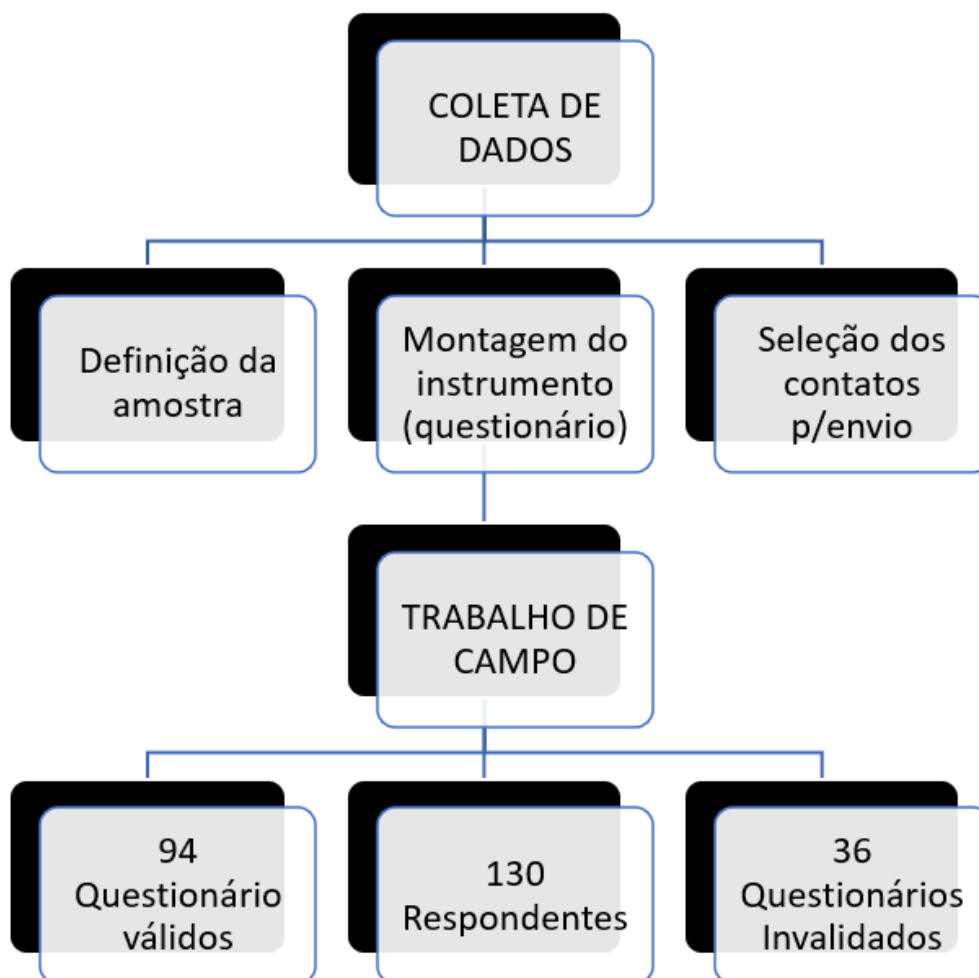 COLETA DE
DADOS
Definição da
amostra
Montagem do
instrumento
(questionário)
Seleção dos
contatos
p/envio
TRABALHO DE
CAMPO
94
Questionário
válidos
130
Respondentes
36
Questionários
Invalidados